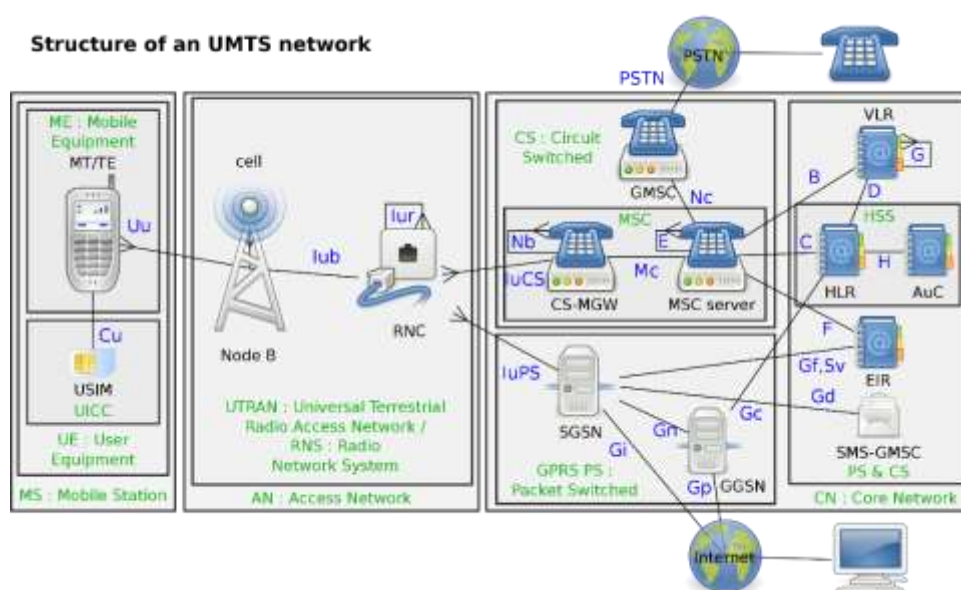 Structure of an UMTS network
PSTN
PSTN
ME : Mobile
Equipment
MT/TE
Uu
Cu
USIM
UICC
UE : User
Equipment
MS : Mobile Station
cell
Iur
Iub
RNC
Node B
UTRAN : Universal Terrestrial
Radio Access Network /
RNS : Radio
Network System
AN : Access Network
CS : Circuit
Switched
GMSC
Nc
MSC
Nb
E
IuCS
Mc
CS-MGW
MSC server
IuPS
SGSN
Gn
Gi
Gc
Gp
GGSN
GPRS PS :
Packet Switched
VLR
G
B
D
HSS
C
H
HLR
AuC
F
Gf,Sv
EIR
Gd
SMS-GMSC
PS & CS
CN : Core Network
Internet